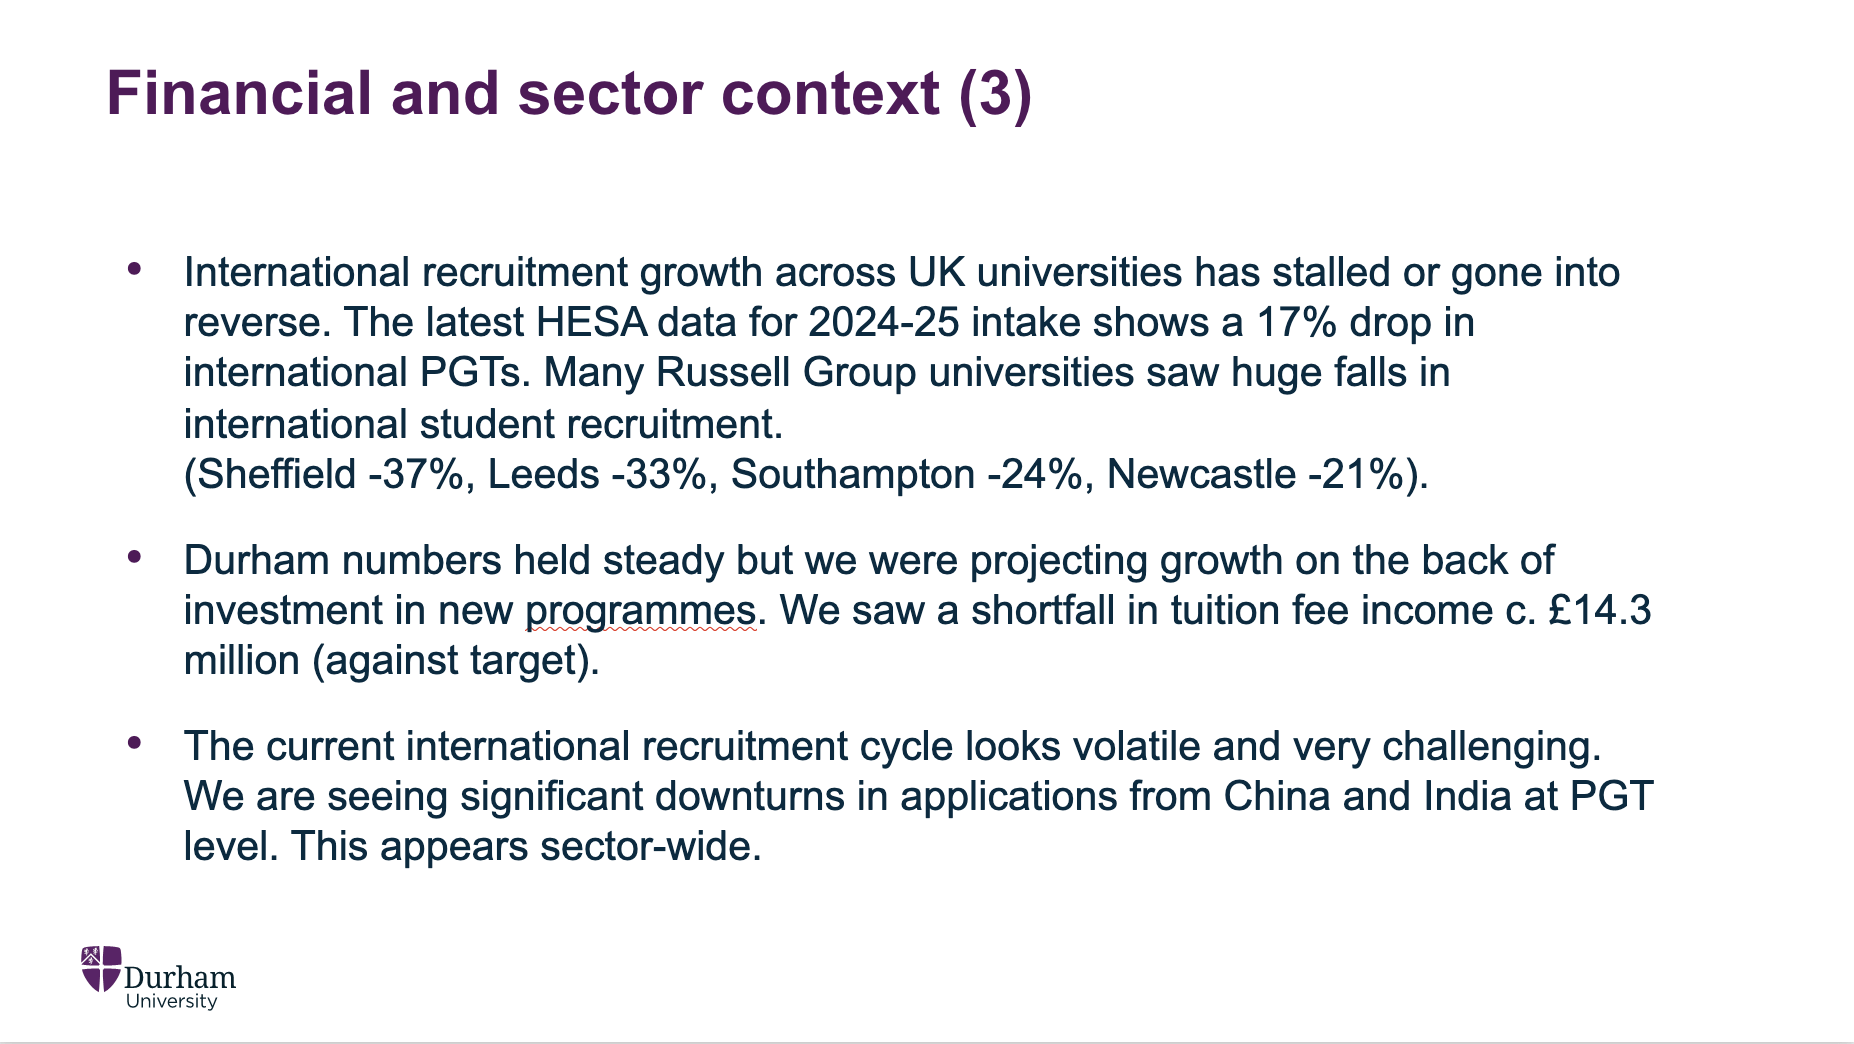 Financial and sector context (3)
• International recruitment growth across UK universities has stalled or gone into
reverse. The latest HESA data for 2024-25 intake shows a 17% drop in
international PGTs. Many Russell Group universities saw huge falls in
international student recruitment.
(Sheffield -37%, Leeds -33%, Southampton -24%, Newcastle -21%).
• Durham numbers held steady but we were projecting growth on the back of
investment in new programmes. We saw a shortfall in tuition fee income c. £14.3
million (against target).
• The current international recruitment cycle looks volatile and very challenging.
We are seeing significant downturns in applications from China and India at PGT
level. This appears sector-wide.
Durham
University